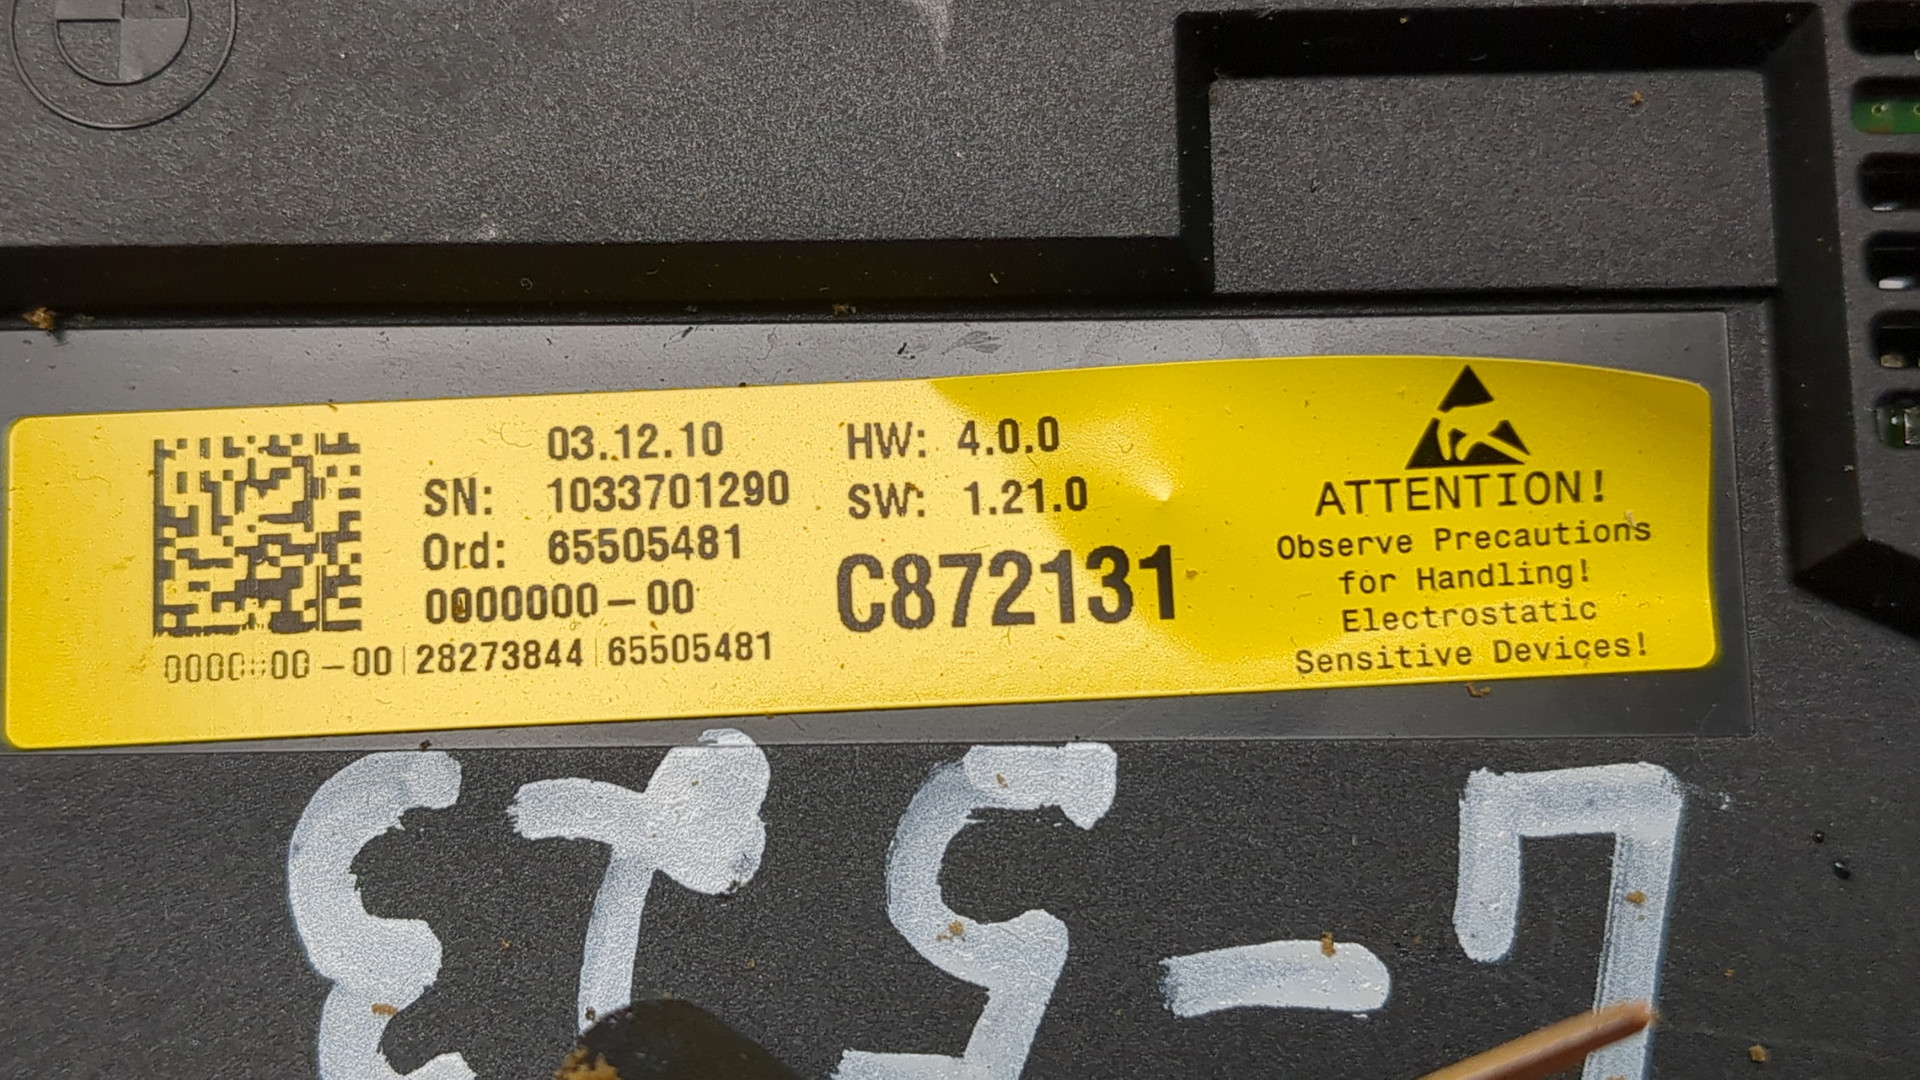 03.12.10
HW: 4.0.0
SN: 1033701290
SW: 1.21.0
Ord: 65505481
C872131
0000000-00
28273844 65505481
ATTENTION!
Observe Precautions
for Handling!
Electrostatic
Sensitive Devices!